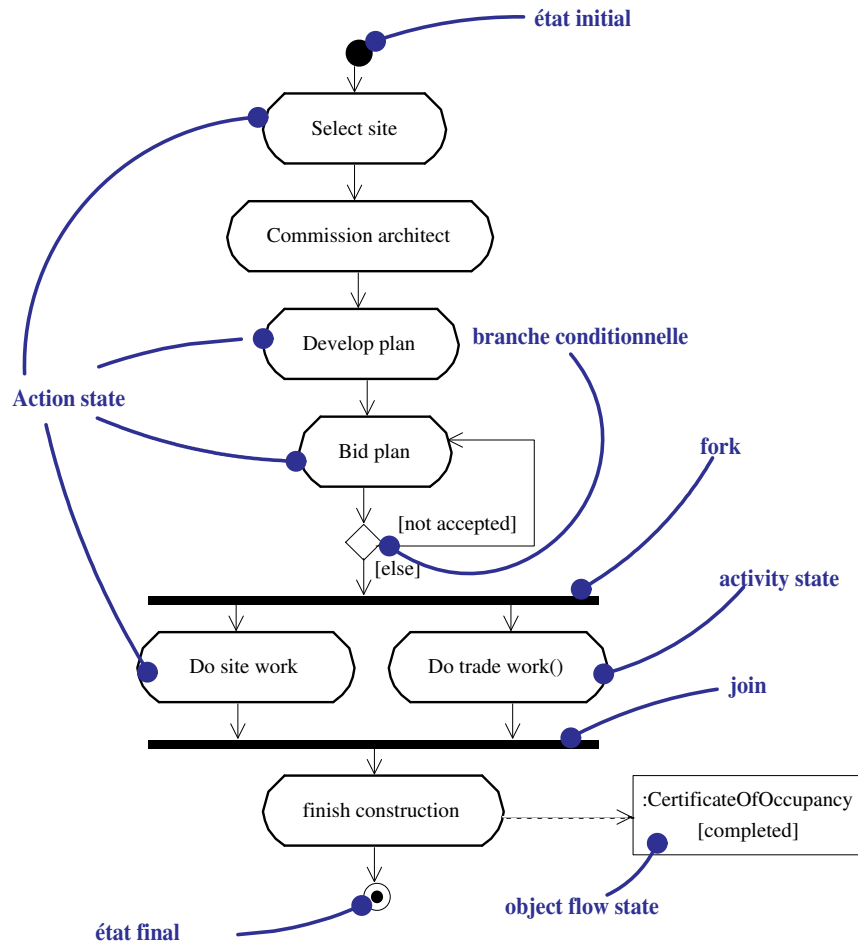 état initial
Select site
Commission architect
Develop plan
branche conditionnelle
Action state
Bid plan
fork
[not accepted]
[else]
activity state
Do site work
Do trade work()
join
finish construction
:CertificateOfOccupancy
[completed]
object flow state
état final